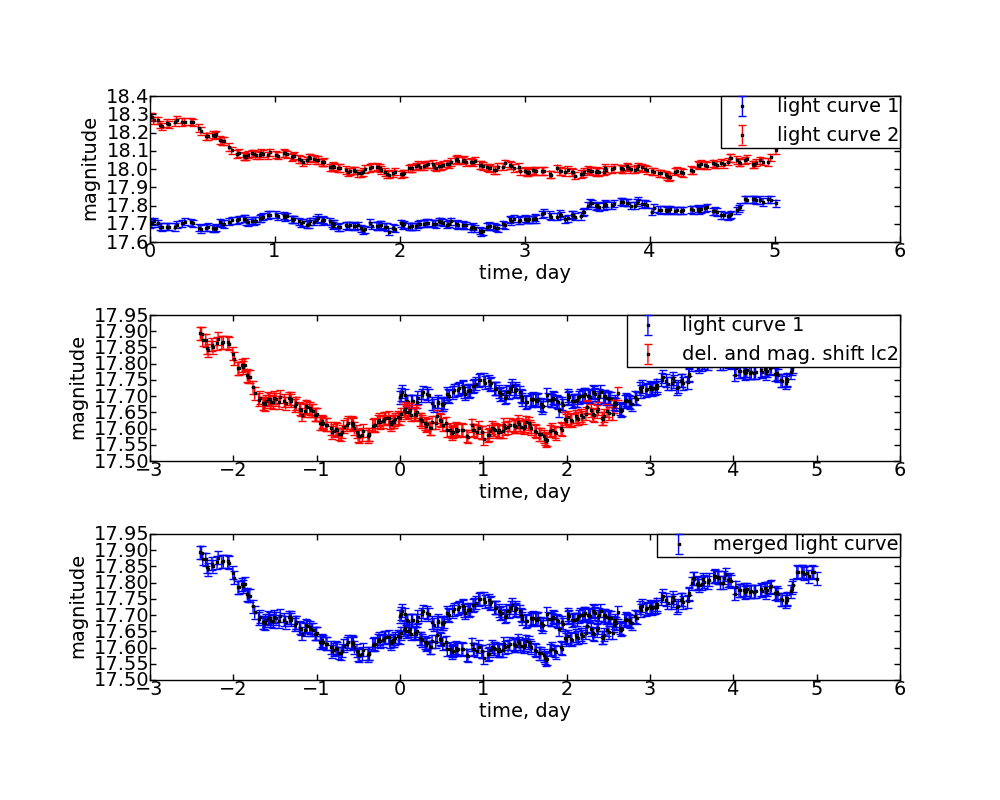 18.4
18.3
18.2
18.1
18.0
17.9
17.8
17.7
17.6
magnitude
light curve 1
light curve 2
0 1 2 3 4 5 6
time, day
17.95
17.90
17.85
17.80
17.75
17.70
17.65
17.60
17.55
17.50
magnitude
light curve 1
del. and mag. shift lc2
−3 −2 −1 0 1 2 3 4 5 6
time, day
17.95
17.90
17.85
17.80
17.75
17.70
17.65
17.60
17.55
17.50
magnitude
merged light curve
−3 −2 −1 0 1 2 3 4 5 6
time, day